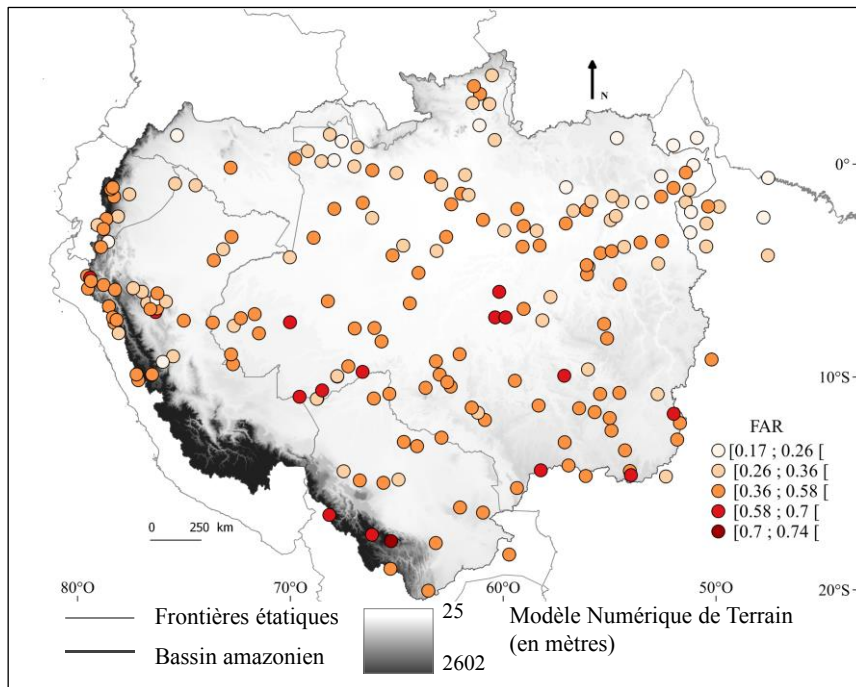 N
0°
FAR
[0.17 ; 0.26 [
[0.26 ; 0.36 [
[0.36 ; 0.58 [
[0.58 ; 0.7 [
[0.7 ; 0.74 [
10°S
0 250 km
80°O 70°O 60°O 50°O 20°S
Frontières étatiques
Bassin amazonien
25
2602
Modèle Numérique de Terrain
(en mètres)